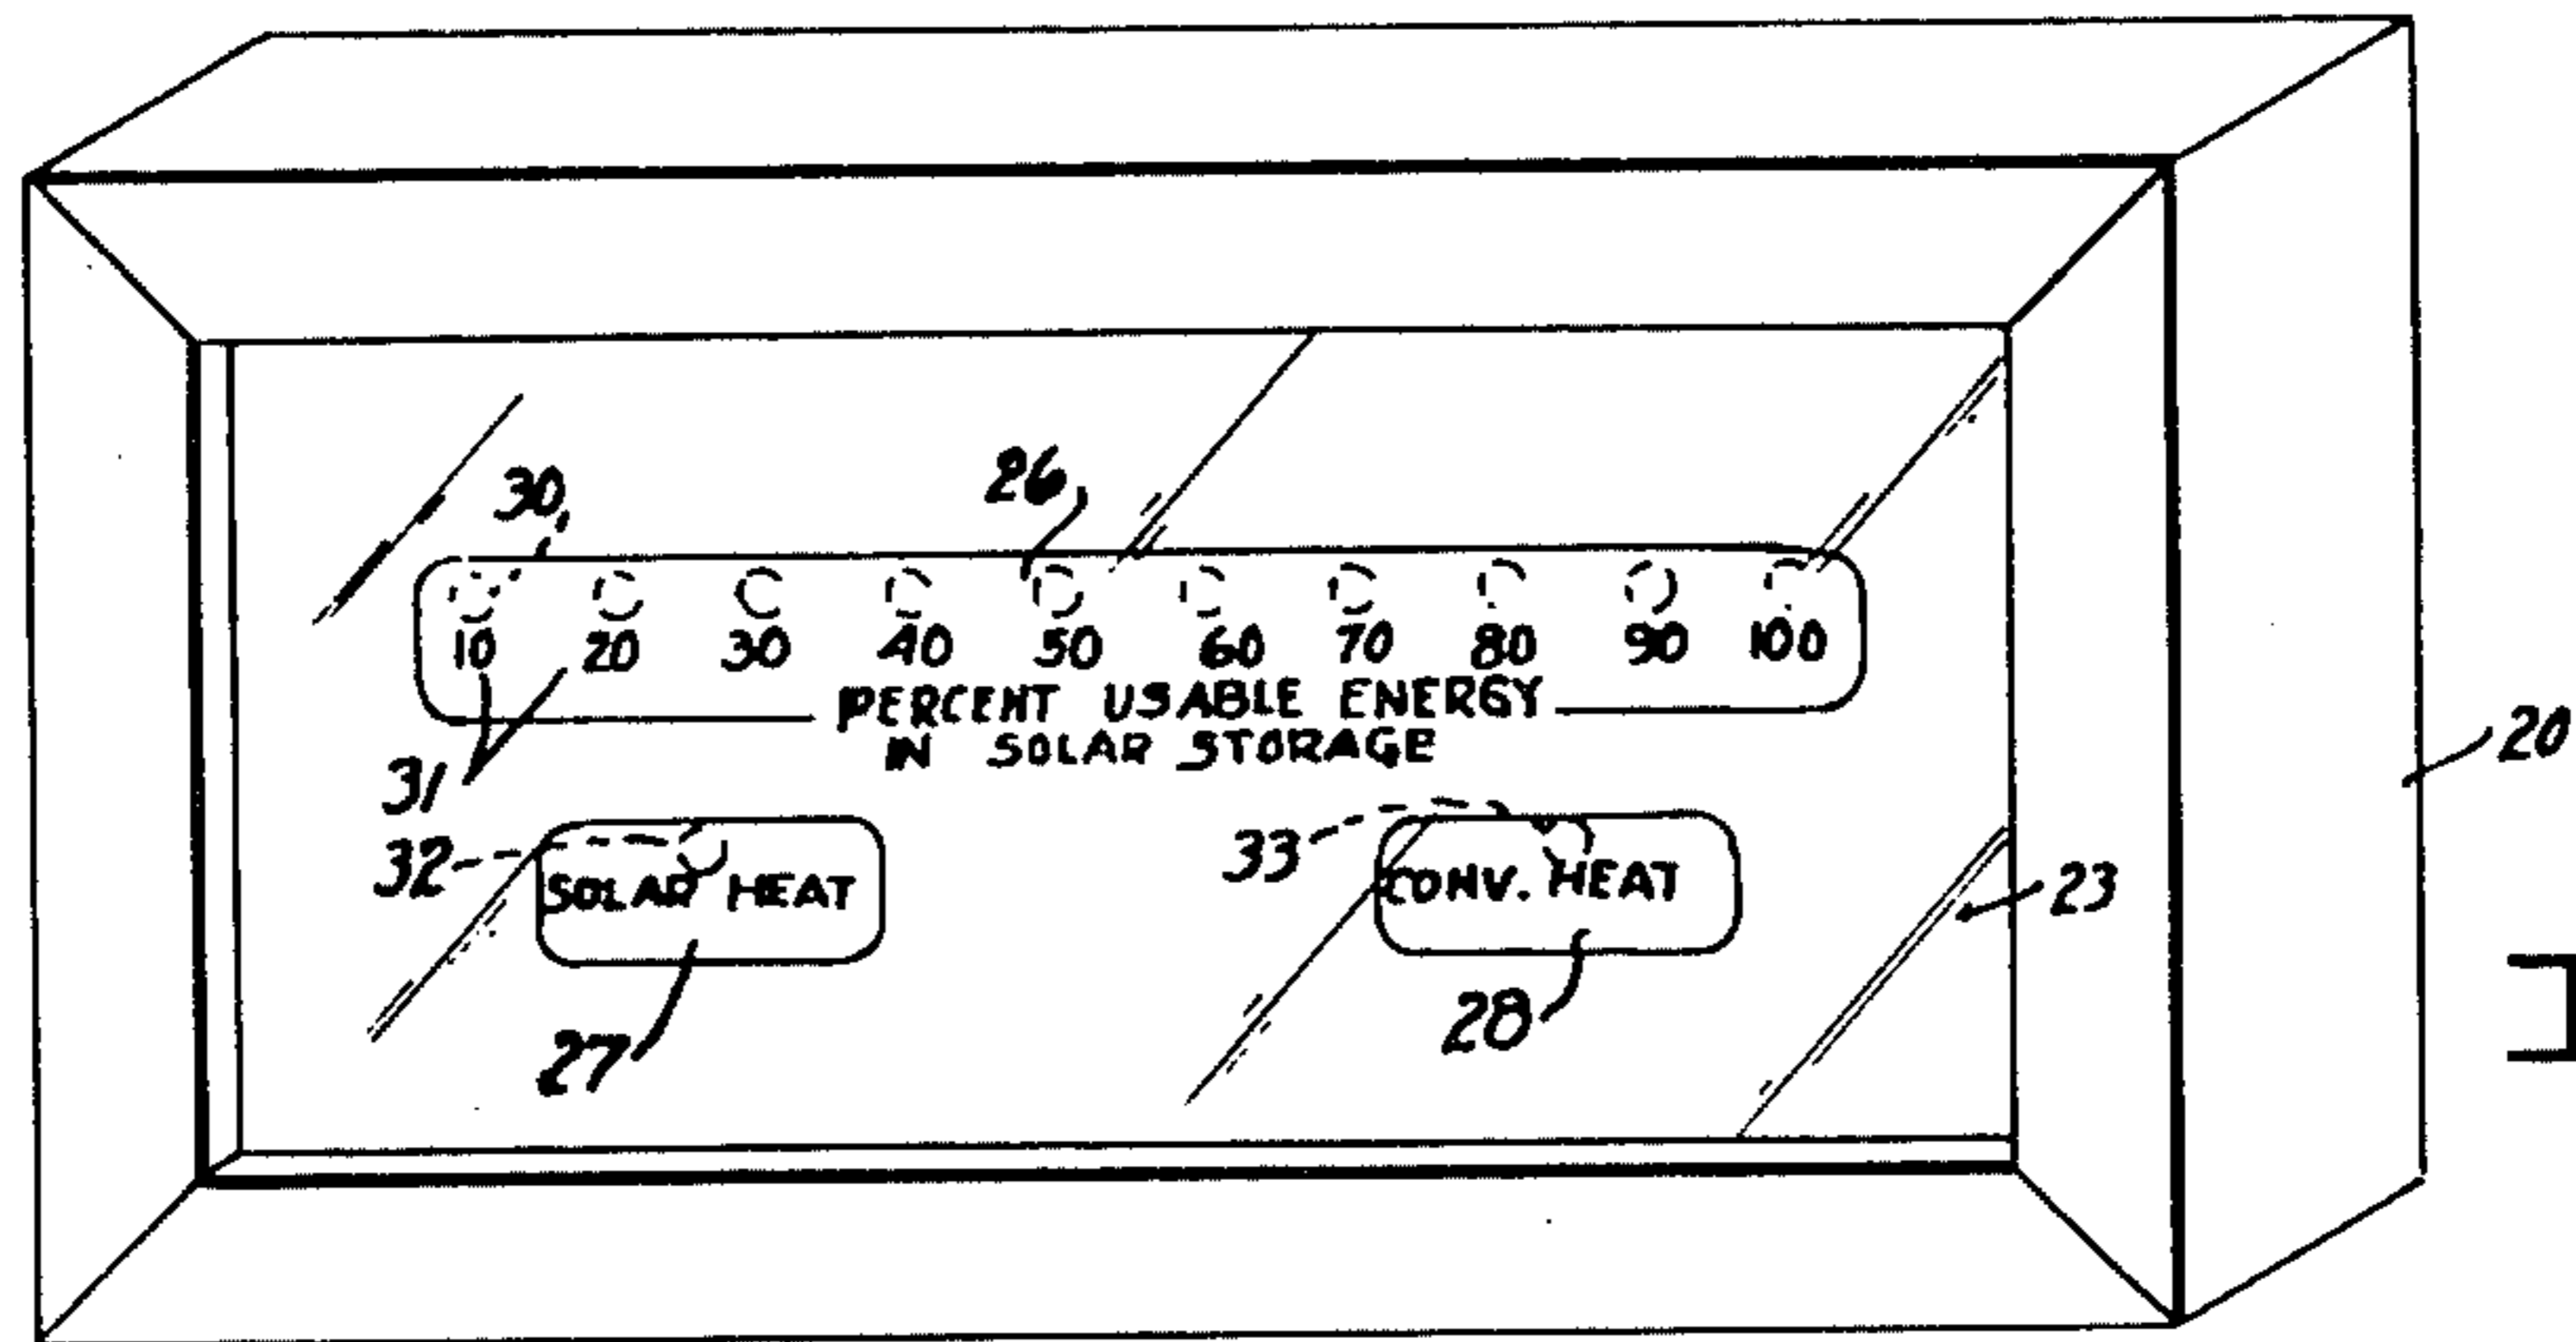 30 26
10 20 30 40 50 60 70 80 90 100
PERCENT USABLE ENERGY
IN SOLAR STORAGE
20
31
32 33
SOLAR HEAT CONV. HEAT 23
27 28